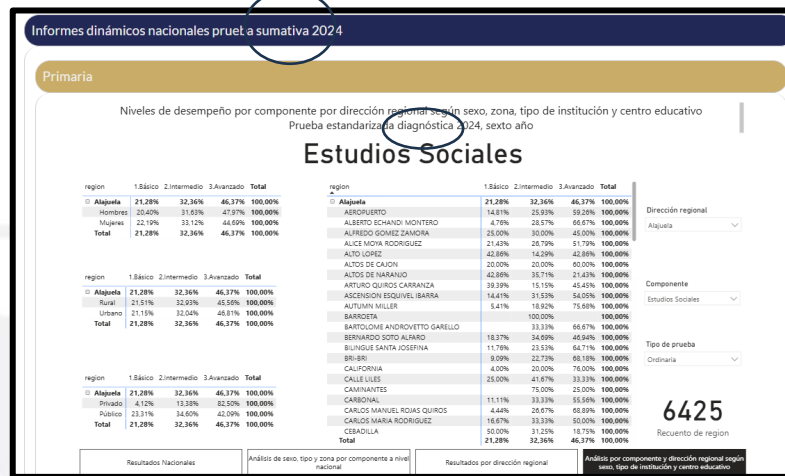 Informes dinámicos nacionales prueba sumativa 2024
Primaria
Niveles de desempeño por componente por dirección regional según sexo, zona, tipo de institución y centro educativo
Prueba estandarizada diagnóstica 2024, sexto año
Estudios Sociales
region 1.Básico 2.Intermedio 3.Avanzado Total
Alajuela 21,28% 32,36% 46,37% 100,00%
Hombres 20,40% 31,63% 47,97% 100,00%
Mujeres 22,19% 33,12% 44,69% 100,00%
Total 21,28% 32,36% 46,37% 100,00%
region 1.Básico 2.Intermedio 3.Avanzado Total
Alajuela 21,28% 32,36% 46,37% 100,00%
Rural 21,51% 32,93% 45,56% 100,00%
Urbano 21,15% 32,04% 46,81% 100,00%
Total 21,28% 32,36% 46,37% 100,00%
region 1.Básico 2.Intermedio 3.Avanzado Total
Alajuela 21,28% 32,36% 46,37% 100,00%
Privado 4,12% 13,38% 82,50% 100,00%
Público 23,31% 34,60% 42,09% 100,00%
Total 21,28% 32,36% 46,37% 100,00%
region 1.Básico 2.Intermedio 3.Avanzado Total
Alajuela 21,28% 32,36% 46,37% 100,00%
AEROPUERTO 14,81% 25,93% 59,26% 100,00%
ALBERTO ECHANDI MONTERO 4,76% 28,57% 66,67% 100,00%
ALFREDO GOMEZ ZAMORA 25,00% 30,00% 45,00% 100,00%
ALICE MOYA RODRIGUEZ 21,43% 26,79% 51,79% 100,00%
ALTO LOPEZ 42,86% 14,29% 42,86% 100,00%
ALTOS DE CAJON 20,00% 20,00% 60,00% 100,00%
ALTOS DE NARANJO 42,86% 35,71% 21,43% 100,00%
ARTURO QUIROS CARRANZA 39,39% 15,15% 45,45% 100,00%
ASCENSION ESQUIVEL IBARRA 14,41% 31,53% 54,05% 100,00%
AUTUMN MILLER 5,41% 18,92% 75,68% 100,00%
BARROETA 100,00% 100,00%
BARTOLOME ANDROVETTO GARELLO 33,33% 66,67% 100,00%
BERNARDO SOTO ALFARO 18,37% 34,69% 46,94% 100,00%
BILINGUE SANTA JOSEFINA 11,76% 23,53% 64,71% 100,00%
BRI-BRI 9,09% 22,73% 68,18% 100,00%
CALIFORNIA 4,00% 20,00% 76,00% 100,00%
CALLE LILES 25,00% 41,67% 33,33% 100,00%
CAMINANTES 75,00% 25,00% 100,00%
CARBONAL 11,11% 33,33% 55,56% 100,00%
CARLOS MANUEL ROJAS QUIROS 4,44% 26,67% 68,89% 100,00%
CARLOS MARIA RODRIGUEZ 16,67% 33,33% 50,00% 100,00%
CEBADILLA 50,00% 31,25% 18,75% 100,00%
Total 21,28% 32,36% 46,37% 100,00%
Dirección regional
Alajuela
Componente
Estudios Sociales
Tipo de prueba
Ordinaria
6425
Recuento de region
Resultados Nacionales
Análisis de sexo, tipo y zona por componente a nivel
nacional
Resultados por dirección regional
Análisis por componente y dirección regional según
sexo, tipo de institución y centro educativo